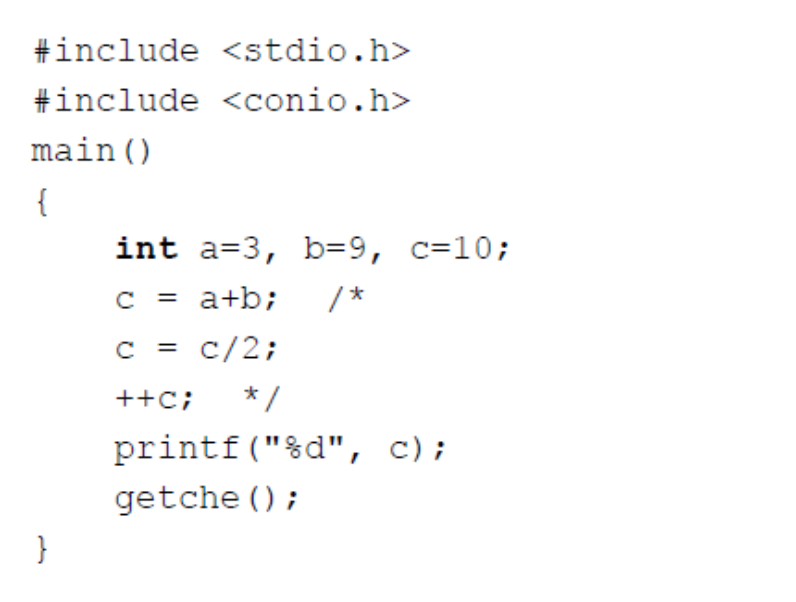 #include <stdio.h>
#include <conio.h>
main()
{
    int a=3, b=9, c=10;
    c = a+b;  /*
    c = c/2;
    ++c;  */
    printf("%d", c);
    getche();
}